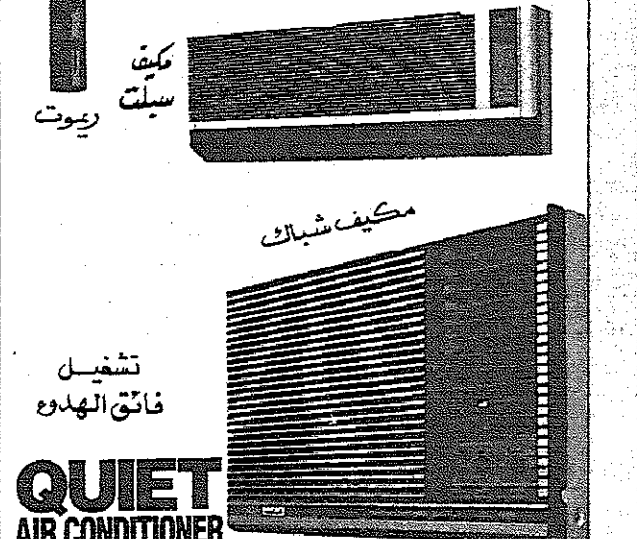 مكيف
سبلت
ريموت
مكيف شباك
تشغيل
فائق الهدوء
QUIET
AIR CONDITIONER